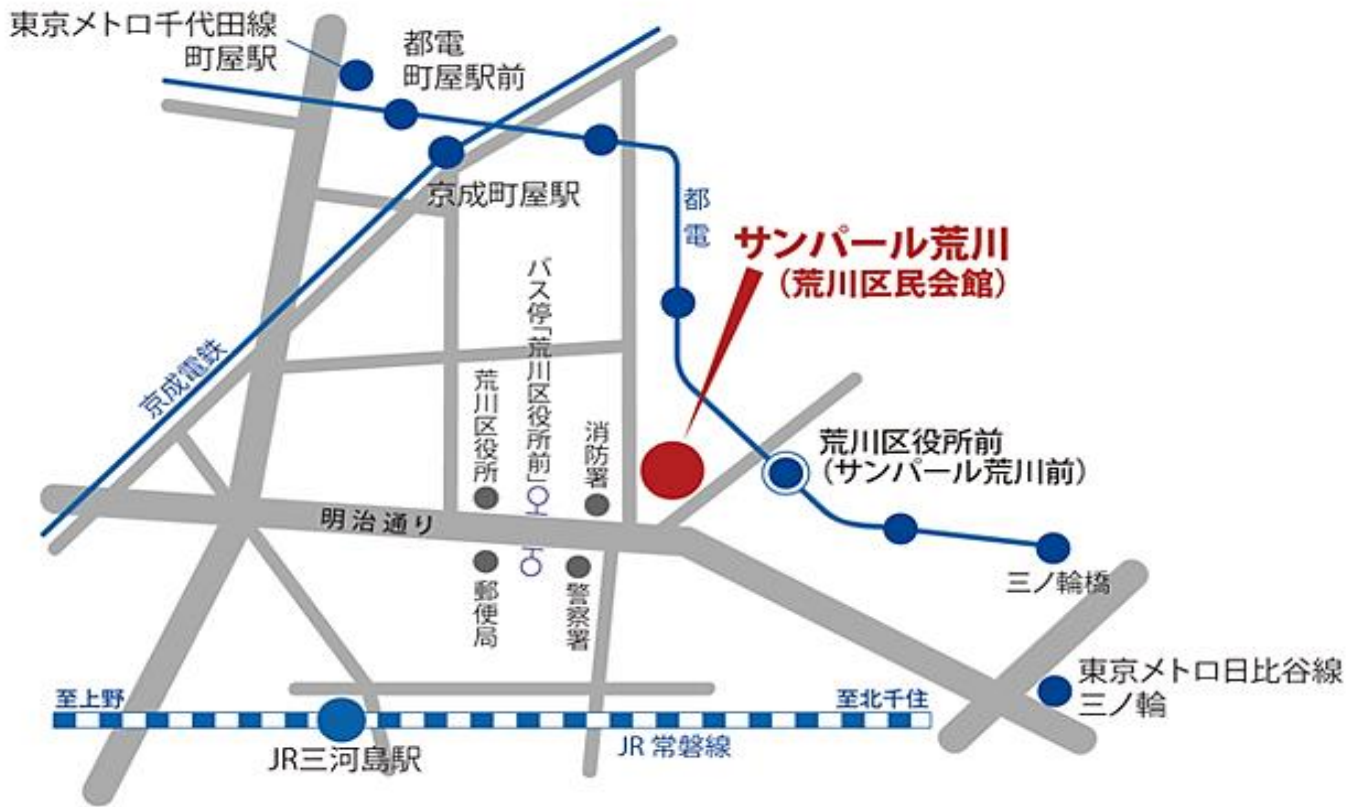 東京メトロ千代田線
町屋駅
都電
町屋駅前
京成町屋駅
都電
サンパール荒川
（荒川区民会館）
京成電鉄
バス停「荒川区役所前」
荒川区役所
消防署
荒川区役所前
（サンパール荒川前）
明治通り
郵便局
警察署
三ノ輪橋
東京メトロ日比谷線
三ノ輪
至上野
至北千住
JR三河島駅
JR 常磐線